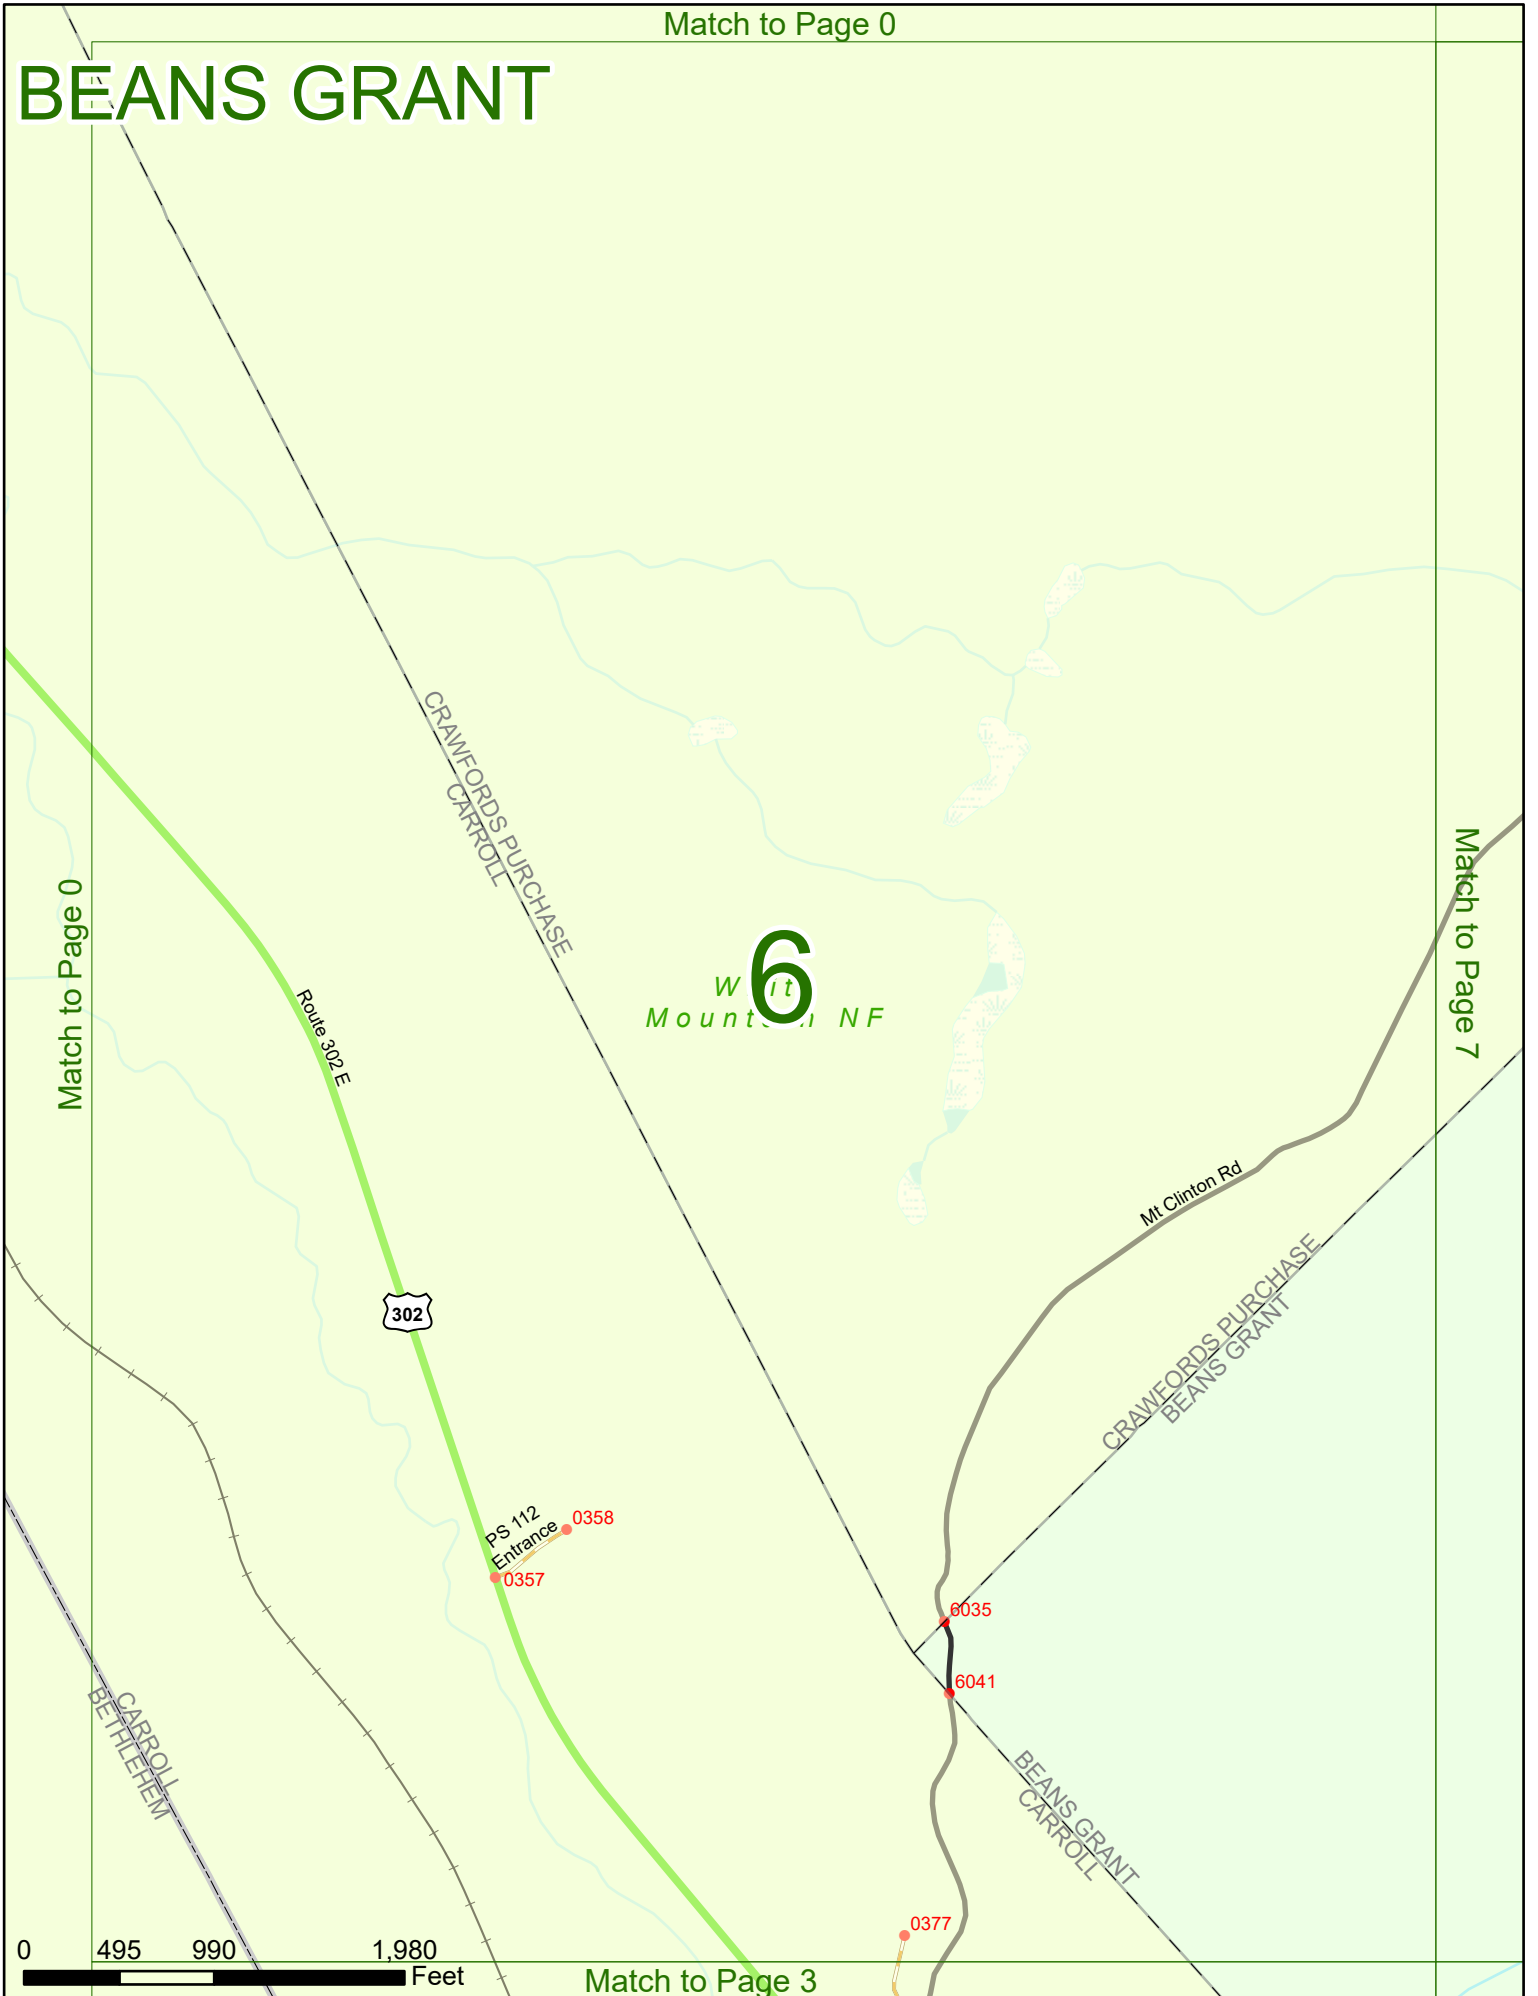 Match to Page 0
BEANS GRANT
CRAWFORDS PURCHASE
CARROLL
Match to Page 0
Match to Page 7
6
Mount NF
Route 302 E
Mt Clinton Rd
302
CRAWFORDS PURCHASE
BEANS GRANT
PS 112
Entrance
0358
0357
6035
6041
CARROLL
BETHLEHEM
BEANS GRANT
CARROLL
0377
0 495 990 1,980
Feet
Match to Page 3